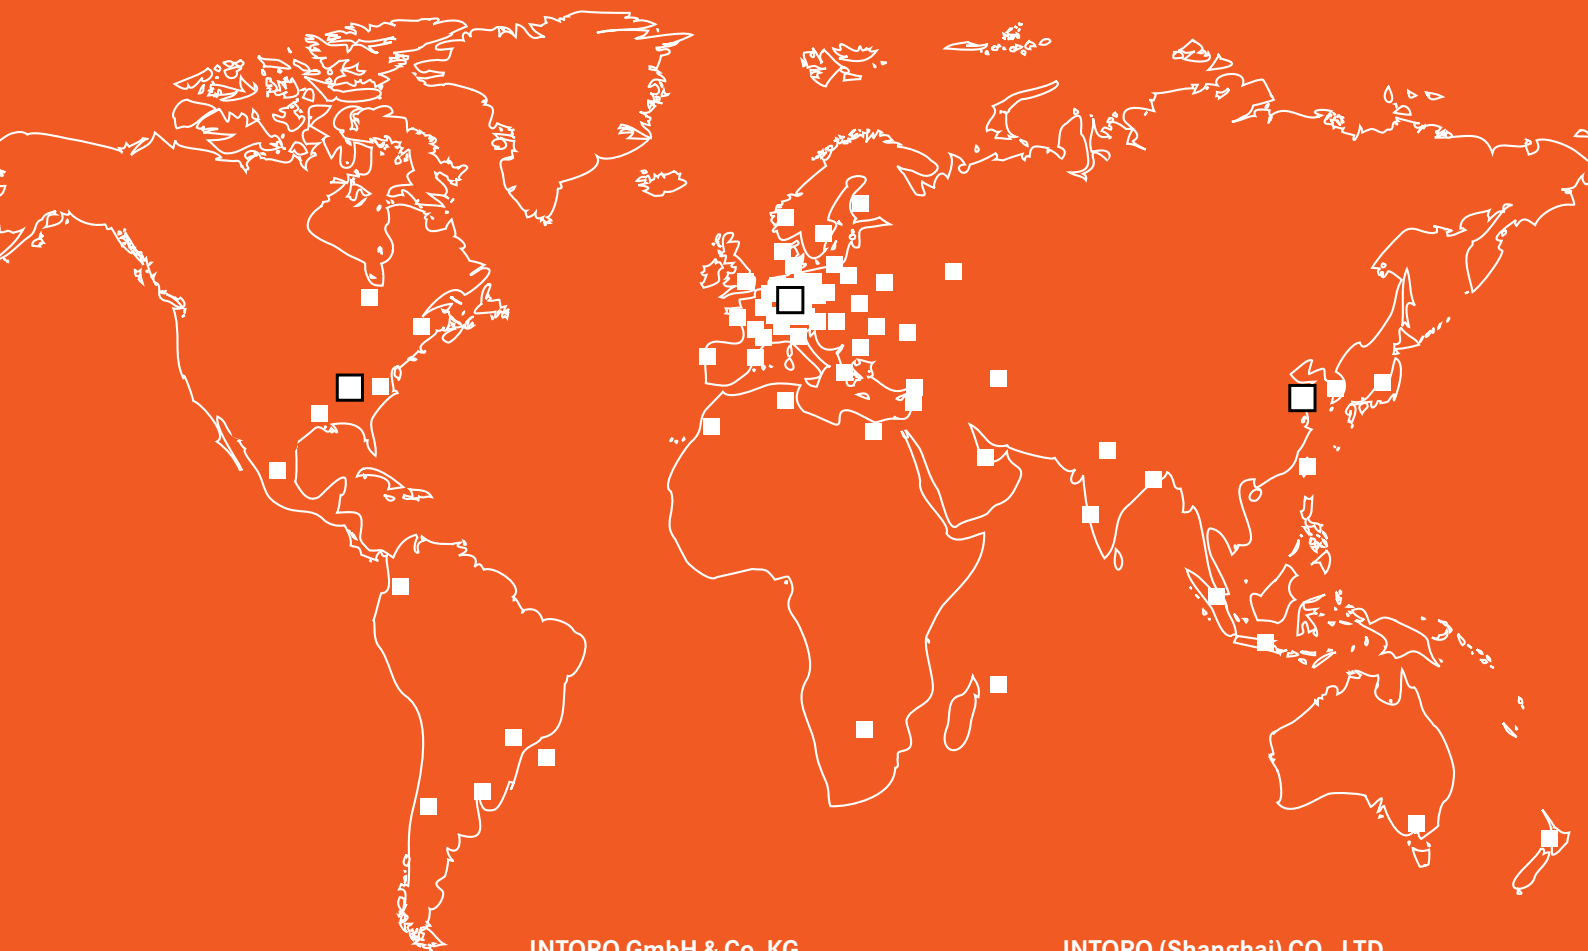 INTORQ GmbH & Co. KG
INTORQ (Shanghai) CO., LTD.